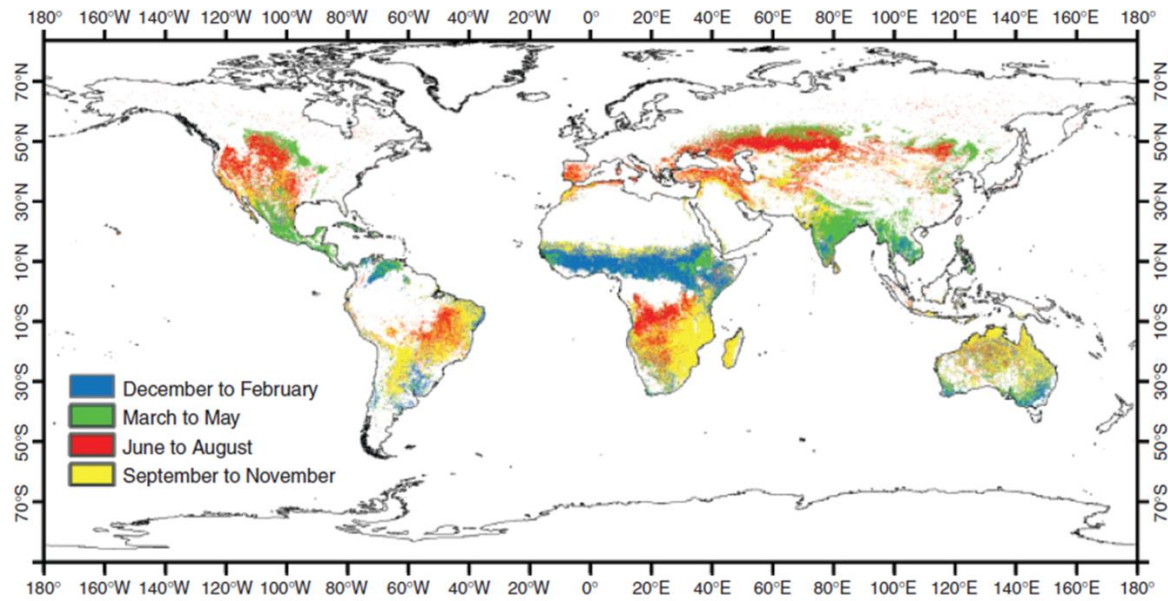 180° 160°W 140°W 120°W 100°W 80°W 60°W 40°W 20°W 0° 20°E 40°E 60°E 80°E 100°E 120°E 140°E 160°E 180°
70°N 70°N
50°N 50°N
30°N 30°N
10°N 10°N
10°S 10°S
30°S 30°S
50°S 50°S
70°S 70°S
December to February
March to May
June to August
September to November
180° 160°W 140°W 120°W 100°W 80°W 60°W 40°W 20°W 0° 20°E 40°E 60°E 80°E 100°E 120°E 140°E 160°E 180°